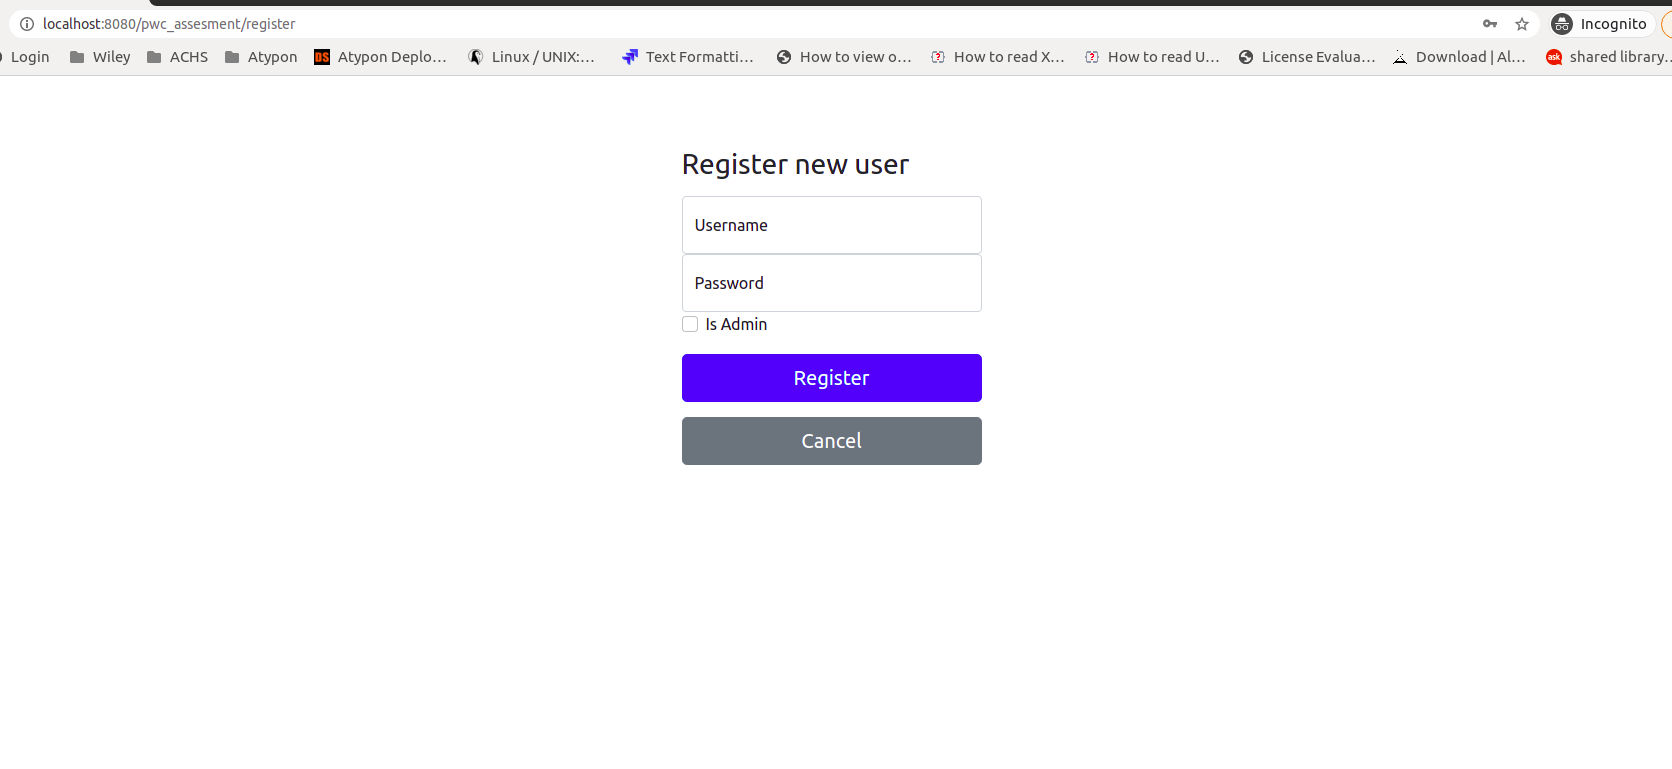 localhost:8080/pwc_assesment/register
Incognito
Login Wiley ACHS Atypon DS Atypon Deplo... Linux / UNIX:... Text Formatti... How to view o... How to read X... How to read U... License Evalua... Download | Al... ask shared library...
Register new user
Username
Password
Is Admin
Register
Cancel